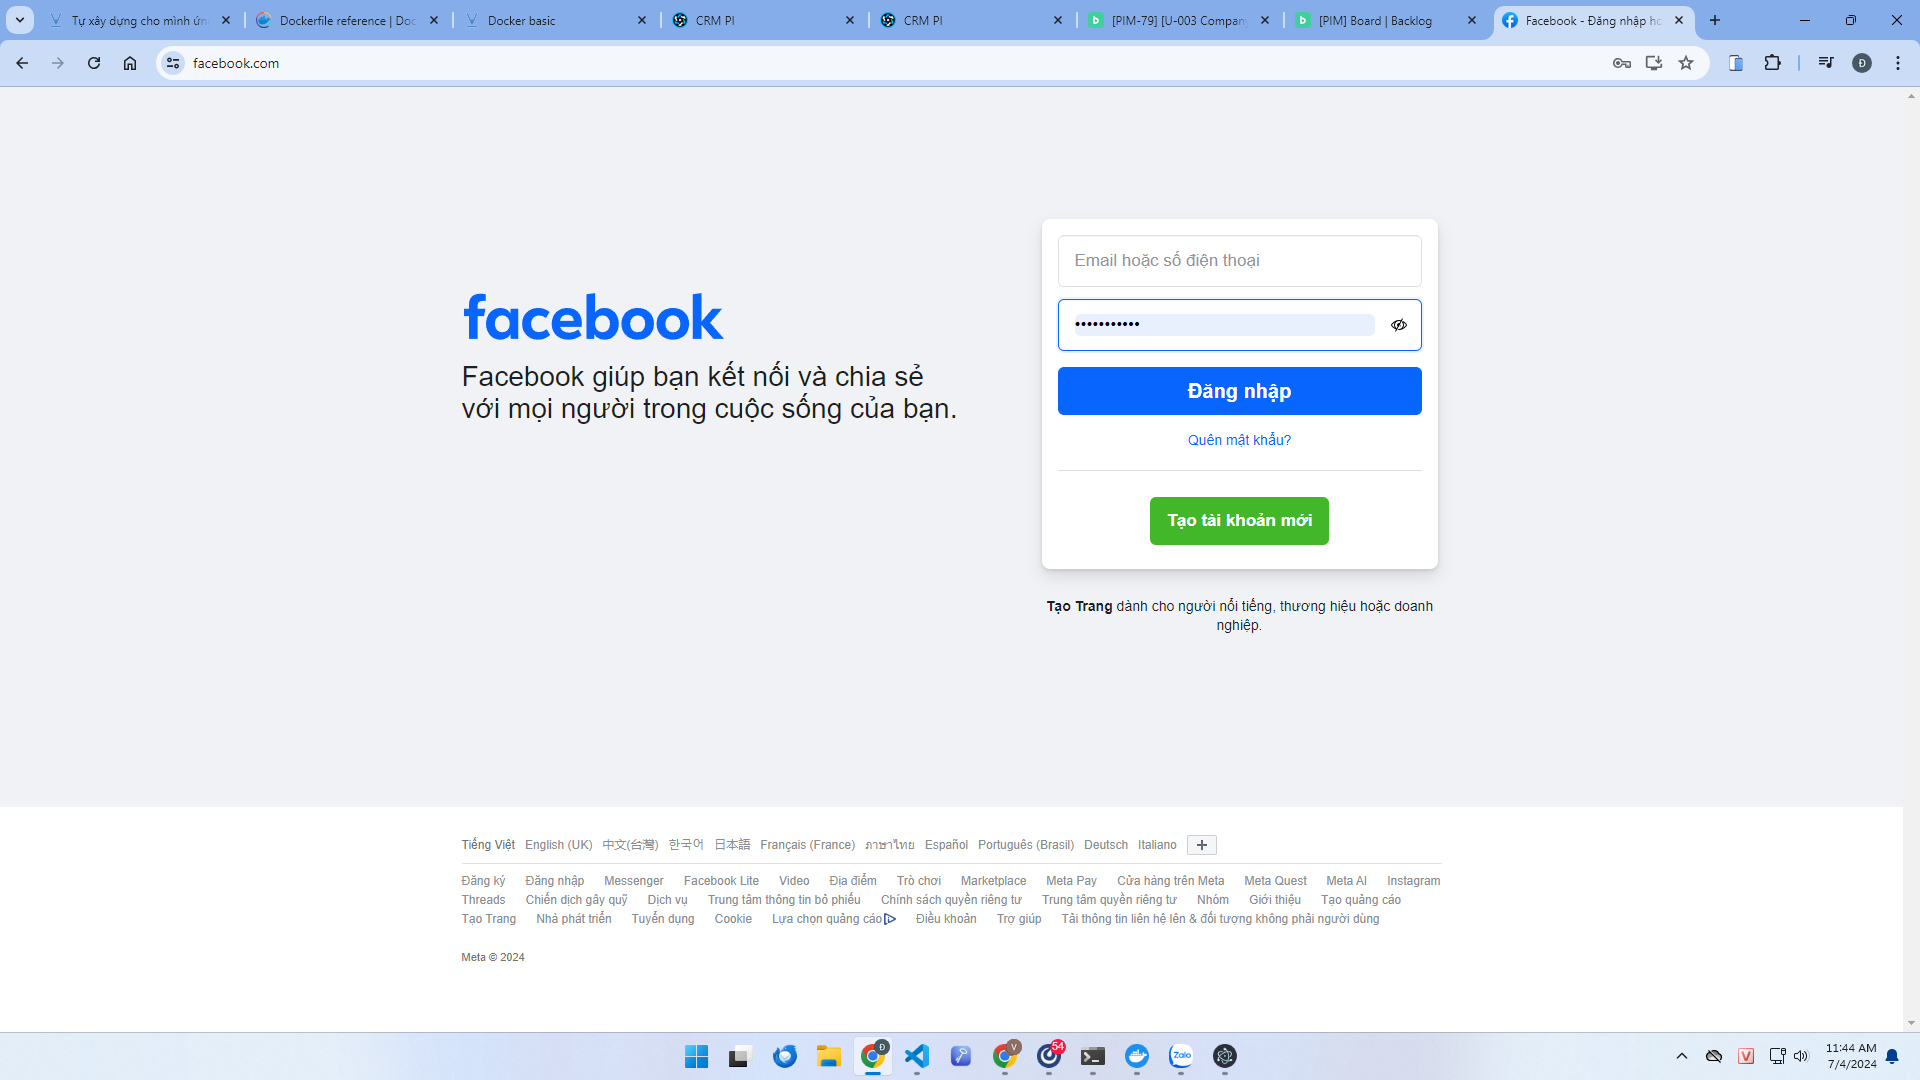 Tự xây dựng cho mình ứn
Dockerfile reference | Doc
Docker basic
CRM PI
CRM PI
[PIM-79] [U-003 Company
[PIM] Board | Backlog
Facebook - Đăng nhập ho
facebook.com
Đ
facebook
Facebook giúp bạn kết nối và chia sẻ
với mọi người trong cuộc sống của bạn.
Email hoặc số điện thoại
•••••••••••
Đăng nhập
Quên mật khẩu?
Tạo tài khoản mới
Tạo Trang dành cho người nổi tiếng, thương hiệu hoặc doanh
nghiệp.
Tiếng Việt English (UK) 中文(台灣) 한국어 日本語 Français (France) ภาษาไทย Español Português (Brasil) Deutsch Italiano
Đăng ký Đăng nhập Messenger Facebook Lite Video Địa điểm Trò chơi Marketplace Meta Pay Cửa hàng trên Meta Meta Quest Meta AI Instagram
Threads Chiến dịch gây quỹ Dịch vụ Trung tâm thông tin bỏ phiếu Chính sách quyền riêng tư Trung tâm quyền riêng tư Nhóm Giới thiệu Tạo quảng cáo
Tạo Trang Nhà phát triển Tuyển dụng Cookie Lựa chọn quảng cáo Điều khoản Trợ giúp Tải thông tin liên hệ lên & đối tượng không phải người dùng
Meta © 2024
Đ
V
54
Zalo
V
11:44 AM
7/4/2024